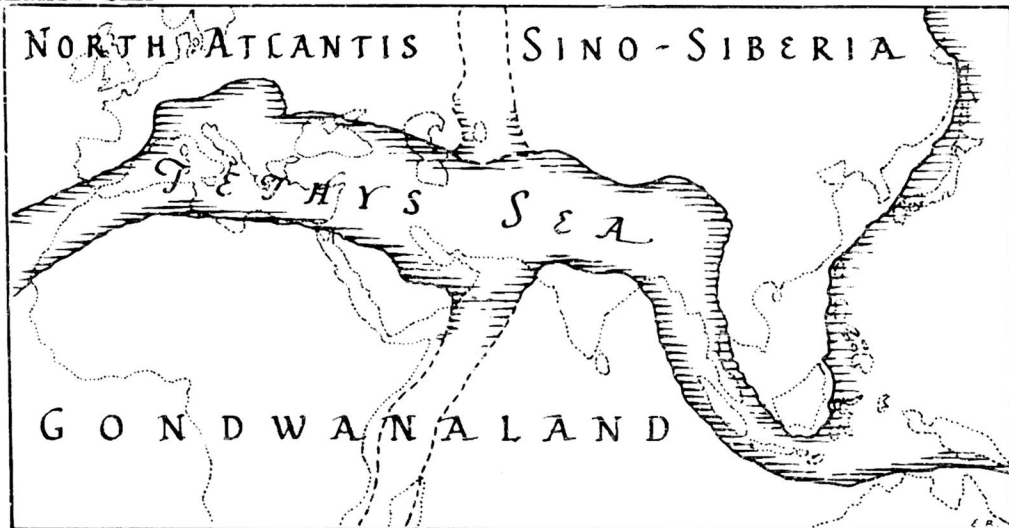 NORTH ATLANTIS
SINO-SIBERIA
TETHYS SEA
GONDWANALAND
E.R.